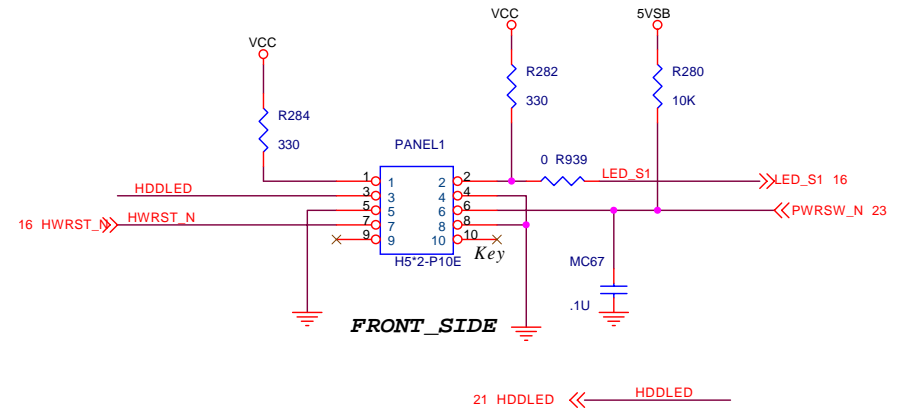 VCC
5VSB
VCC
R282
R280
330
10K
R284
330
PANEL1
0 R939
LED_S1
LED_S1 16
1 1 2 2
HDDLED
3 3 4 4
5 5 6 6
PWRSW_N 23
16 HWRST_N
HWRST_N
7 7 8 8
9 9 10 10
Key
H5*2-P10E
MC67
.1U
FRONT_SIDE
21 HDDLED
HDDLED